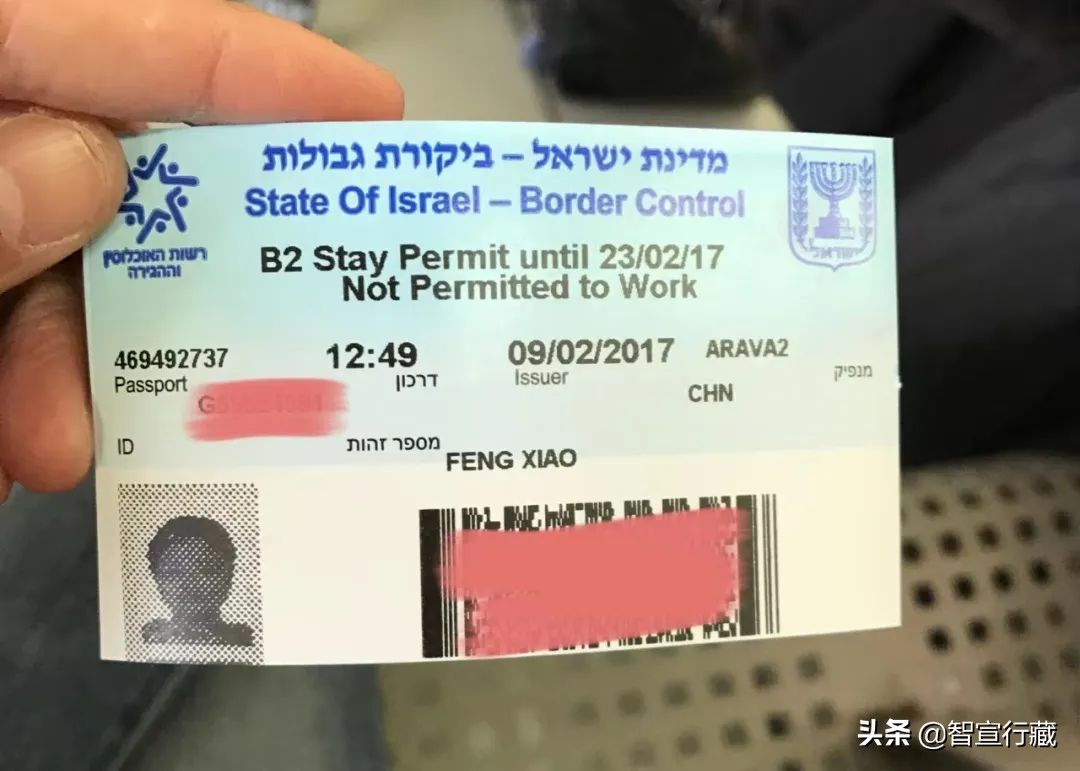 מדינת ישראל – ביקורת גבולות
State Of Israel – Border Control
רשות האוכלוסין
וההגירה
ישראל
B2 Stay Permit until 23/02/17
Not Permitted to Work
469492737 12:49 09/02/2017 ARAVA2
Passport דרכון Issuer מנפיק
CHN
ID מספר זהות
FENG XIAO
头条 @智宣行藏